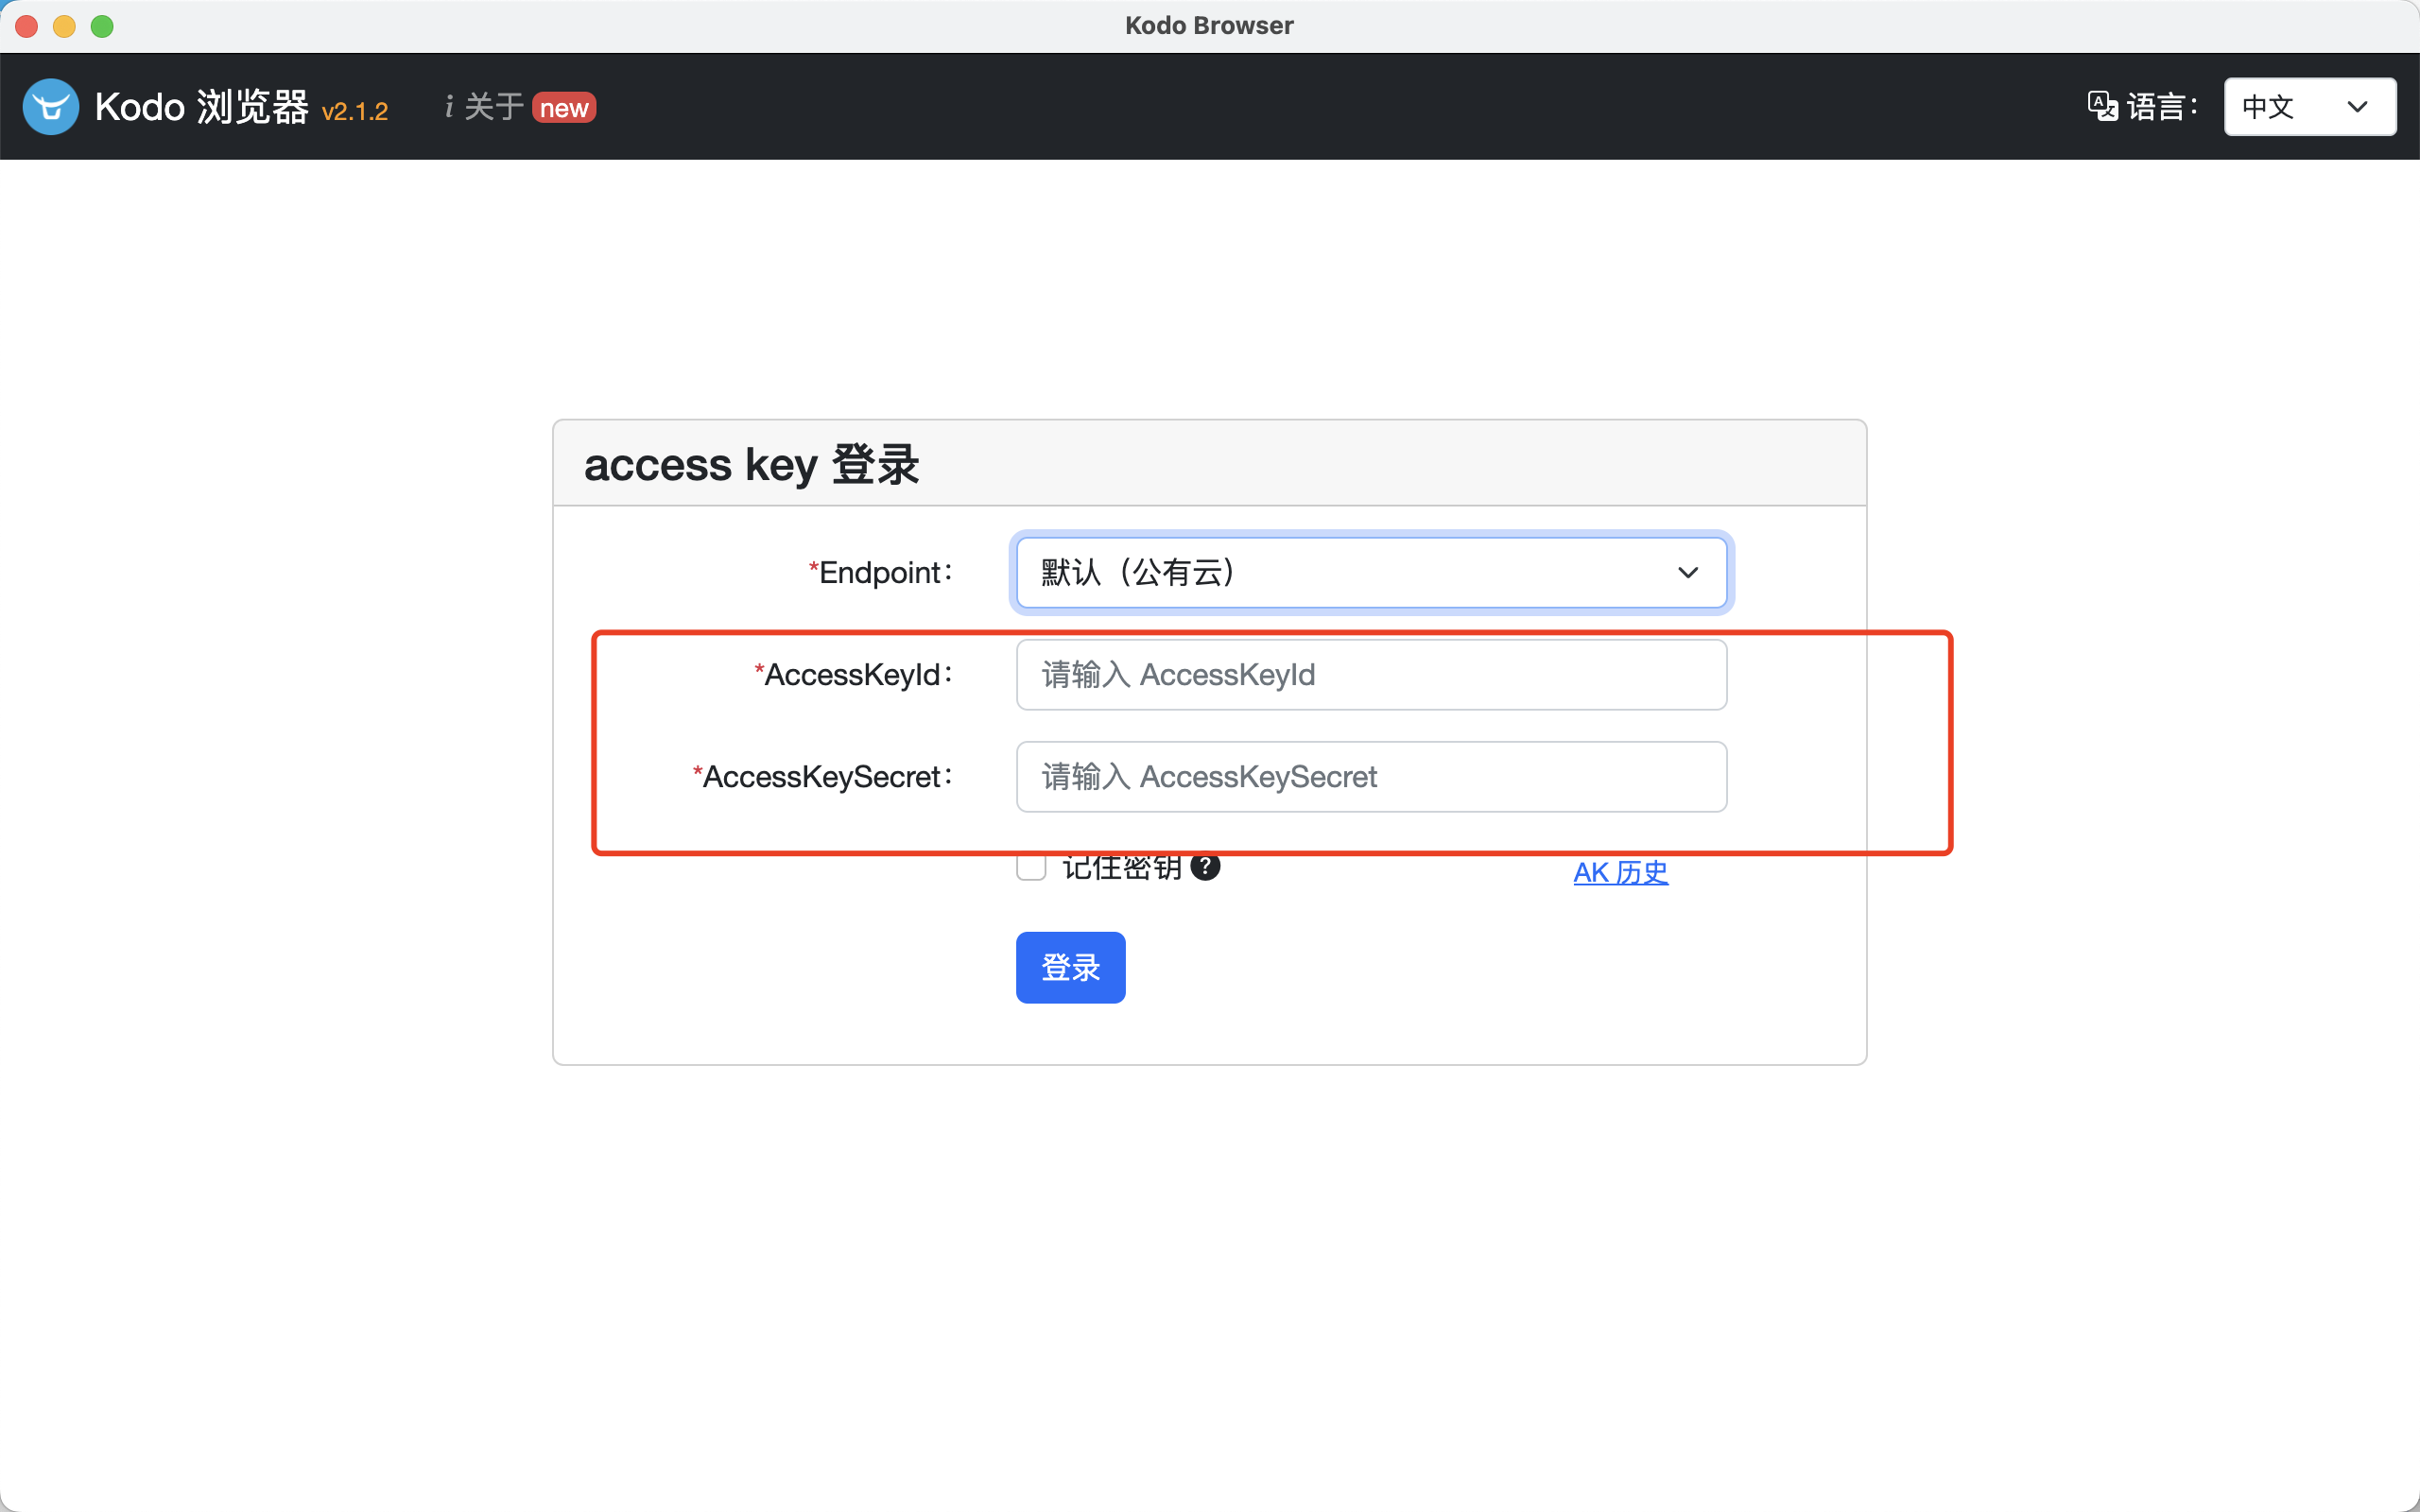 Kodo Browser
Kodo 浏览器 v2.1.2 i 关于 new 语言： 中文
access key 登录
*Endpoint： 默认（公有云）
*AccessKeyId： 请输入 AccessKeyId
*AccessKeySecret： 请输入 AccessKeySecret
记住密钥 ? AK 历史
登录